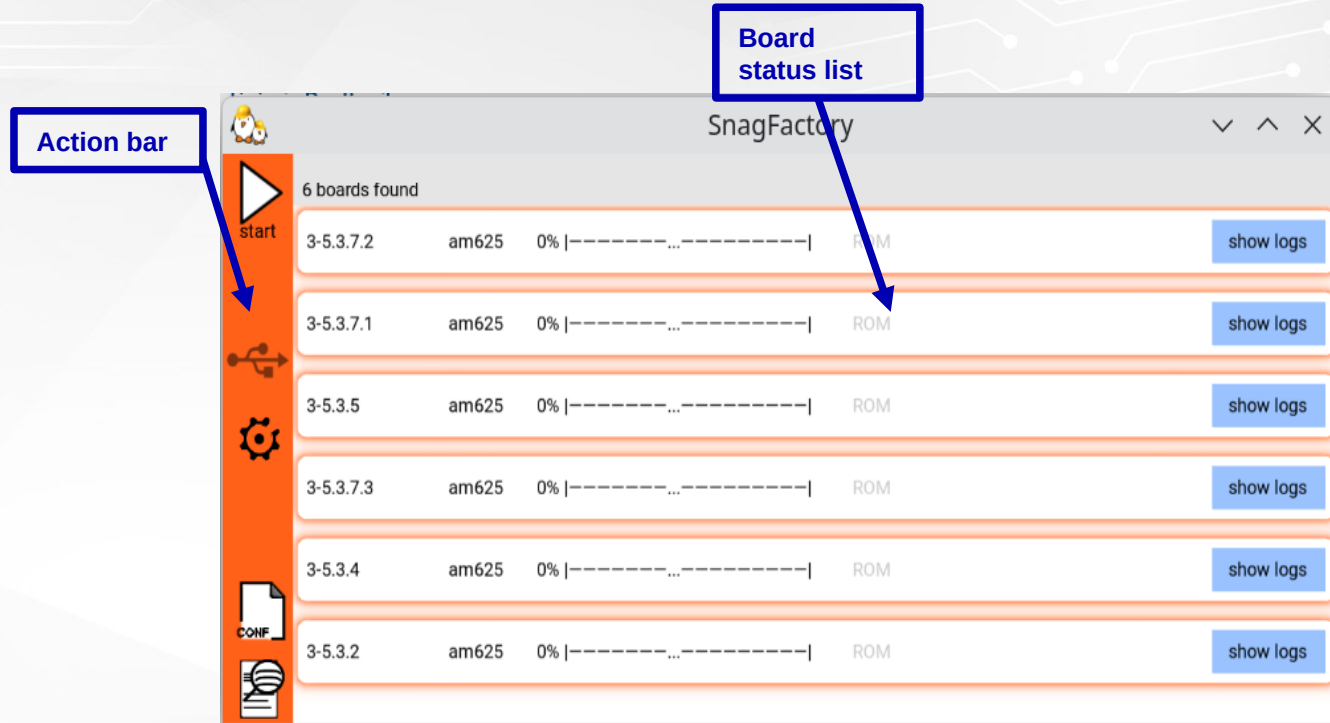 Board
status list
Action bar
SnagFactory
6 boards found
start
3-5.3.7.2 am625 0% |−−−−−−−...−−−−−−−−−| ROM show logs
3-5.3.7.1 am625 0% |−−−−−−−...−−−−−−−−−| ROM show logs
3-5.3.5 am625 0% |−−−−−−−...−−−−−−−−−| ROM show logs
3-5.3.7.3 am625 0% |−−−−−−−...−−−−−−−−−| ROM show logs
3-5.3.4 am625 0% |−−−−−−−...−−−−−−−−−| ROM show logs
CONF
3-5.3.2 am625 0% |−−−−−−−...−−−−−−−−−| ROM show logs